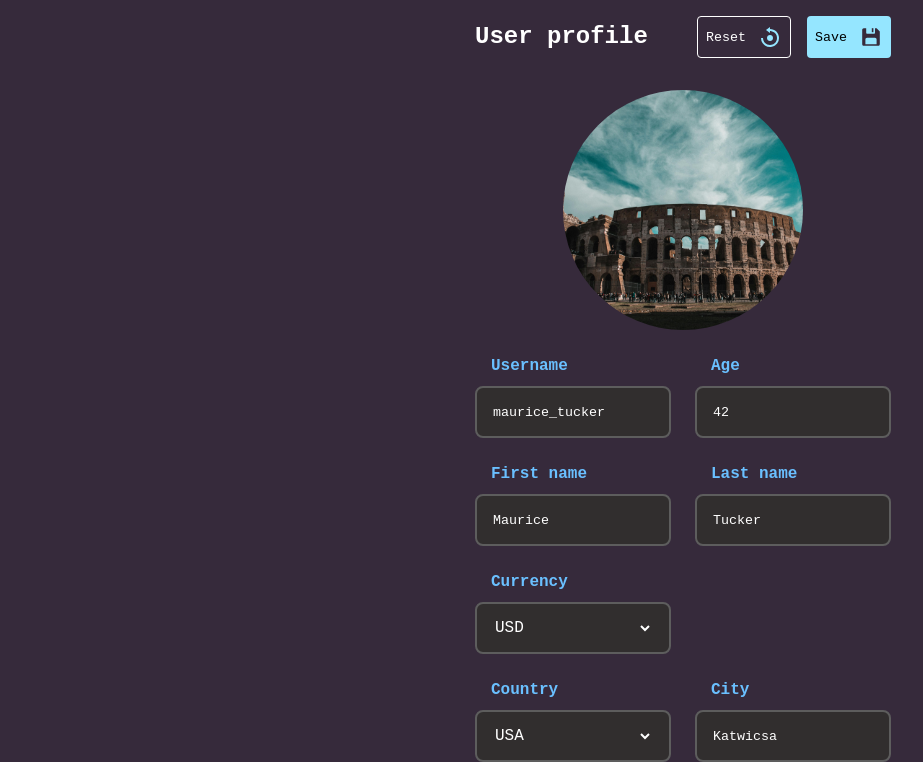 User profile
Reset
Save
Username
Age
maurice_tucker
42
First name
Last name
Maurice
Tucker
Currency
USD
Country
City
USA
Katwicsa